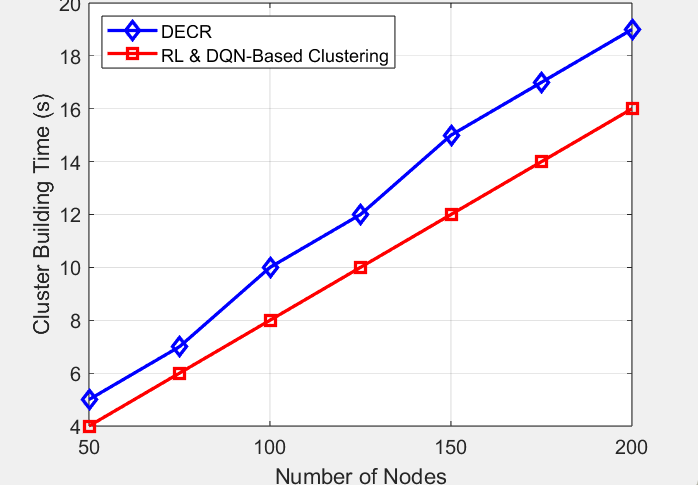 20
DECR
RL & DQN-Based Clustering
18
16
14
12
10
8
6
4
Cluster Building Time (s)
50 100 150 200
Number of Nodes